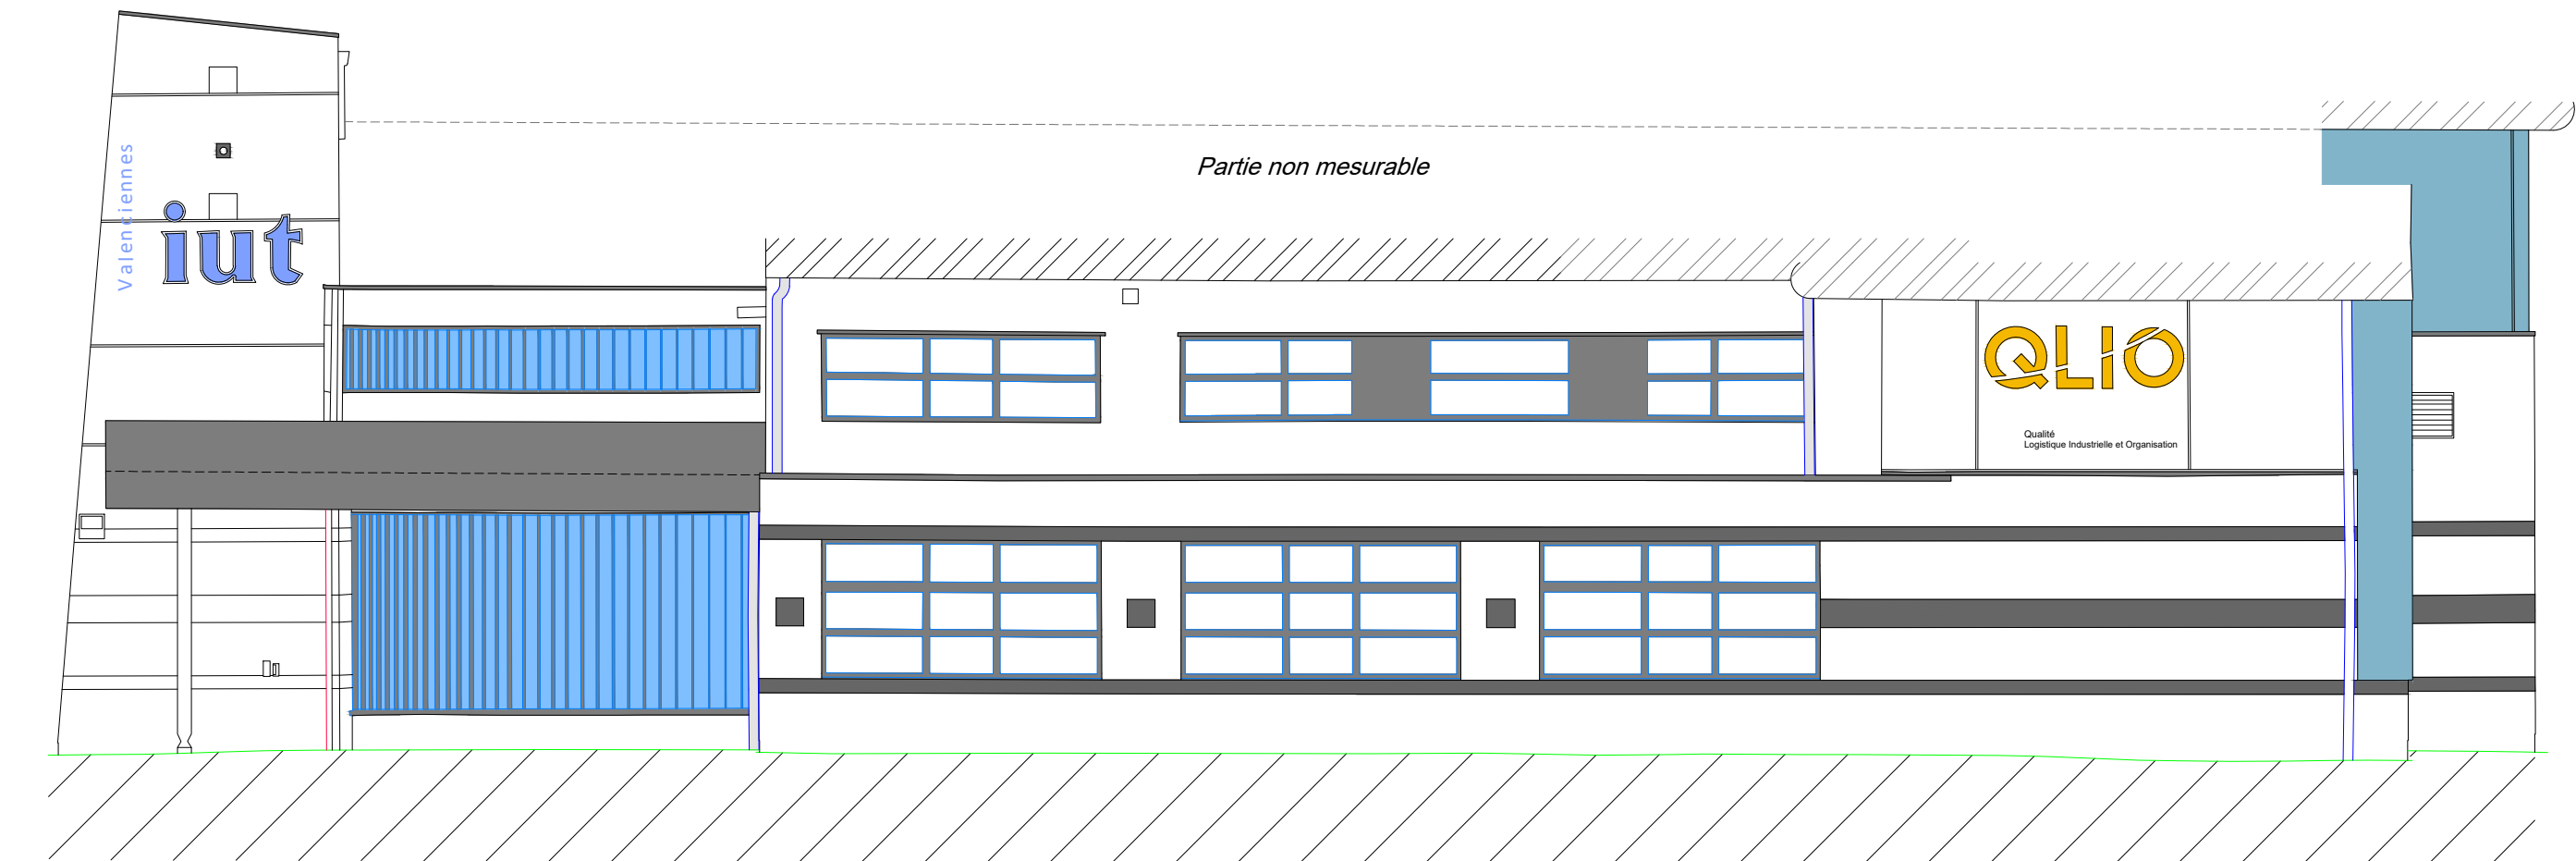 Partie non mesurable
Valenciennes
iut
QLIO
Qualité
Logistique Industrielle et Organisation